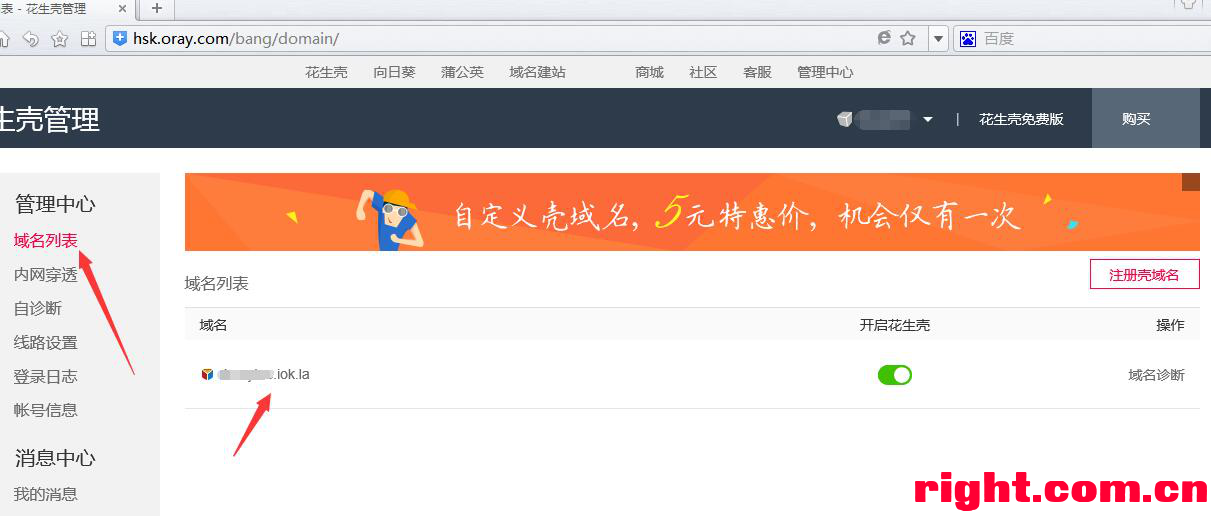 表 - 花生壳管理 × +
hsk.oray.com/bang/domain/ 百度
花生壳 向日葵 蒲公英 域名建站 商城 社区 客服 管理中心
生壳管理 | 花生壳免费版 购买
管理中心
域名列表
内网穿透
自诊断
线路设置
登录日志
帐号信息
消息中心
我的消息
自定义壳域名，5元特惠价，机会仅有一次
域名列表 注册壳域名
域名 开启花生壳 操作
.iok.la 域名诊断
right.com.cn